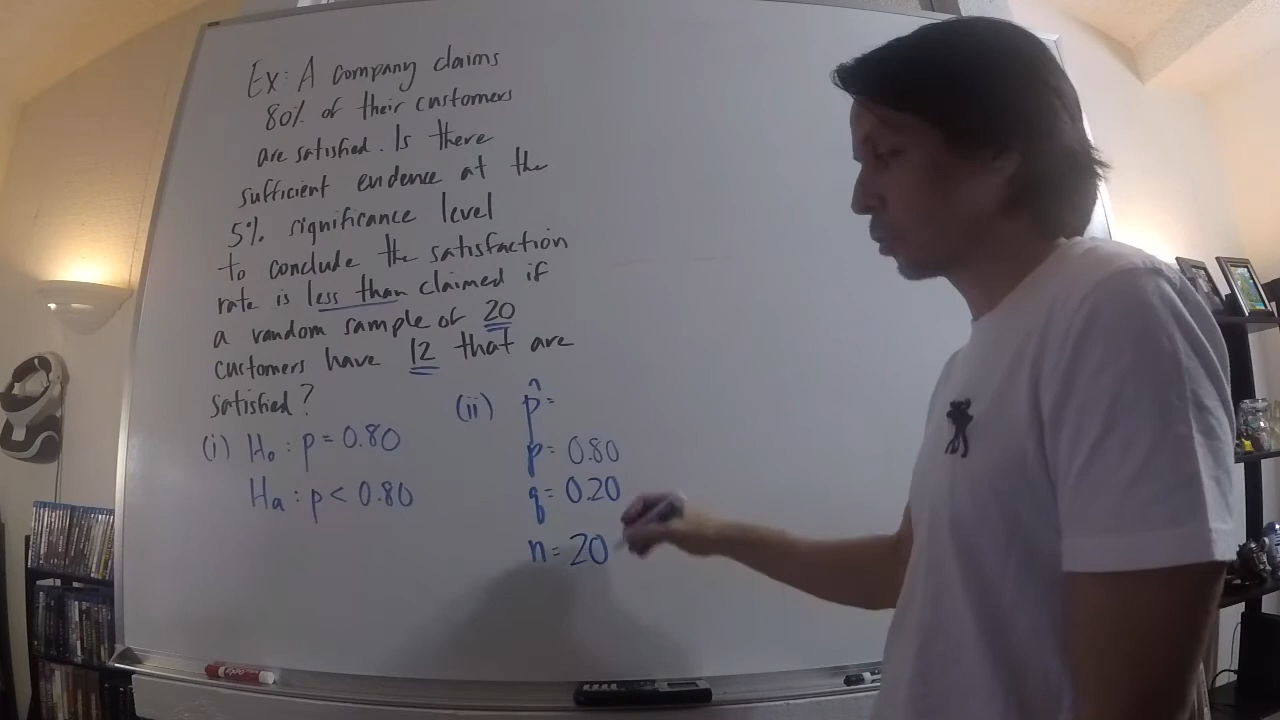 Ex: A company claims
80% of their customers
are satisfied. Is there
sufficient evidence at the
5% significance level
to conclude the satisfaction
rate is less than claimed if
a random sample of 20
customers have 12 that are
satisfied?
(i) H₀: p = 0.80
Hₐ: p < 0.80
(ii) p̂ =
p = 0.80
q = 0.20
n = 20